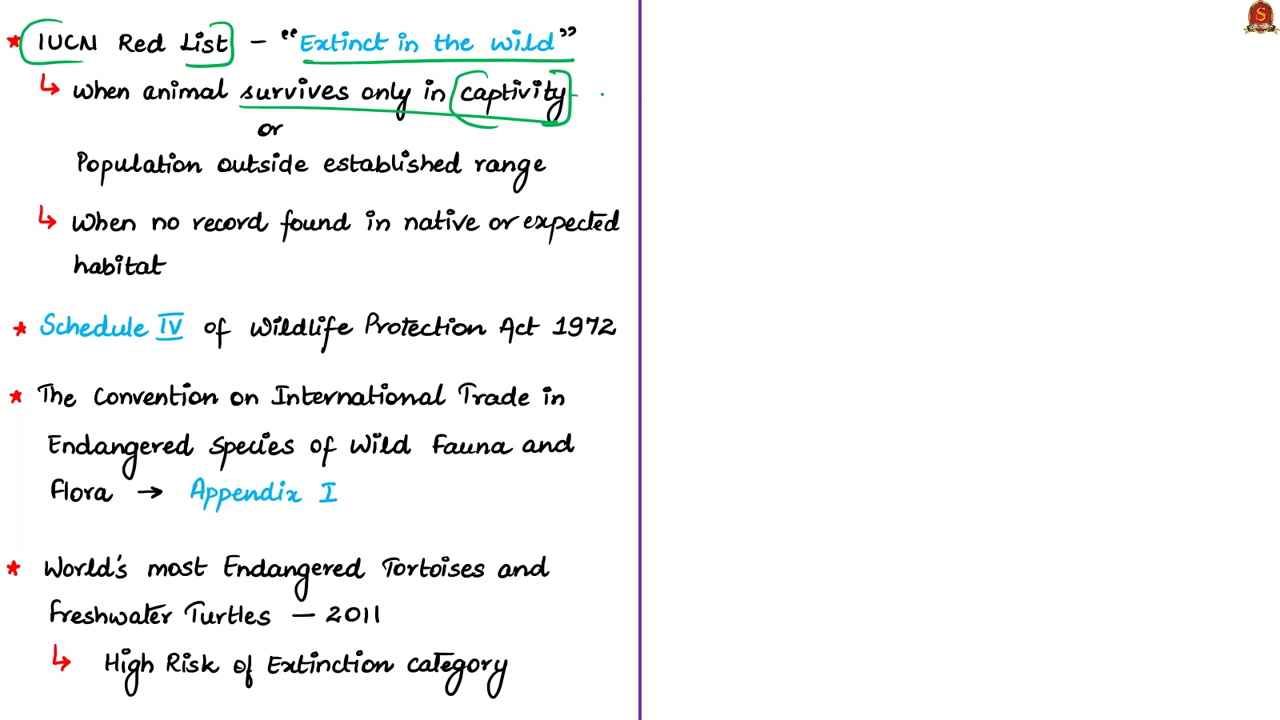 * IUCN Red List - "Extinct in the wild"
↳ when animal survives only in captivity
or
Population outside established range
↳ When no record found in native or expected
habitat
* Schedule IV of Wildlife Protection Act 1972
* The Convention on International Trade in
Endangered Species of Wild Fauna and
Flora → Appendix I
* World's most Endangered Tortoises and
Freshwater Turtles - 2011
↳ High Risk of Extinction category